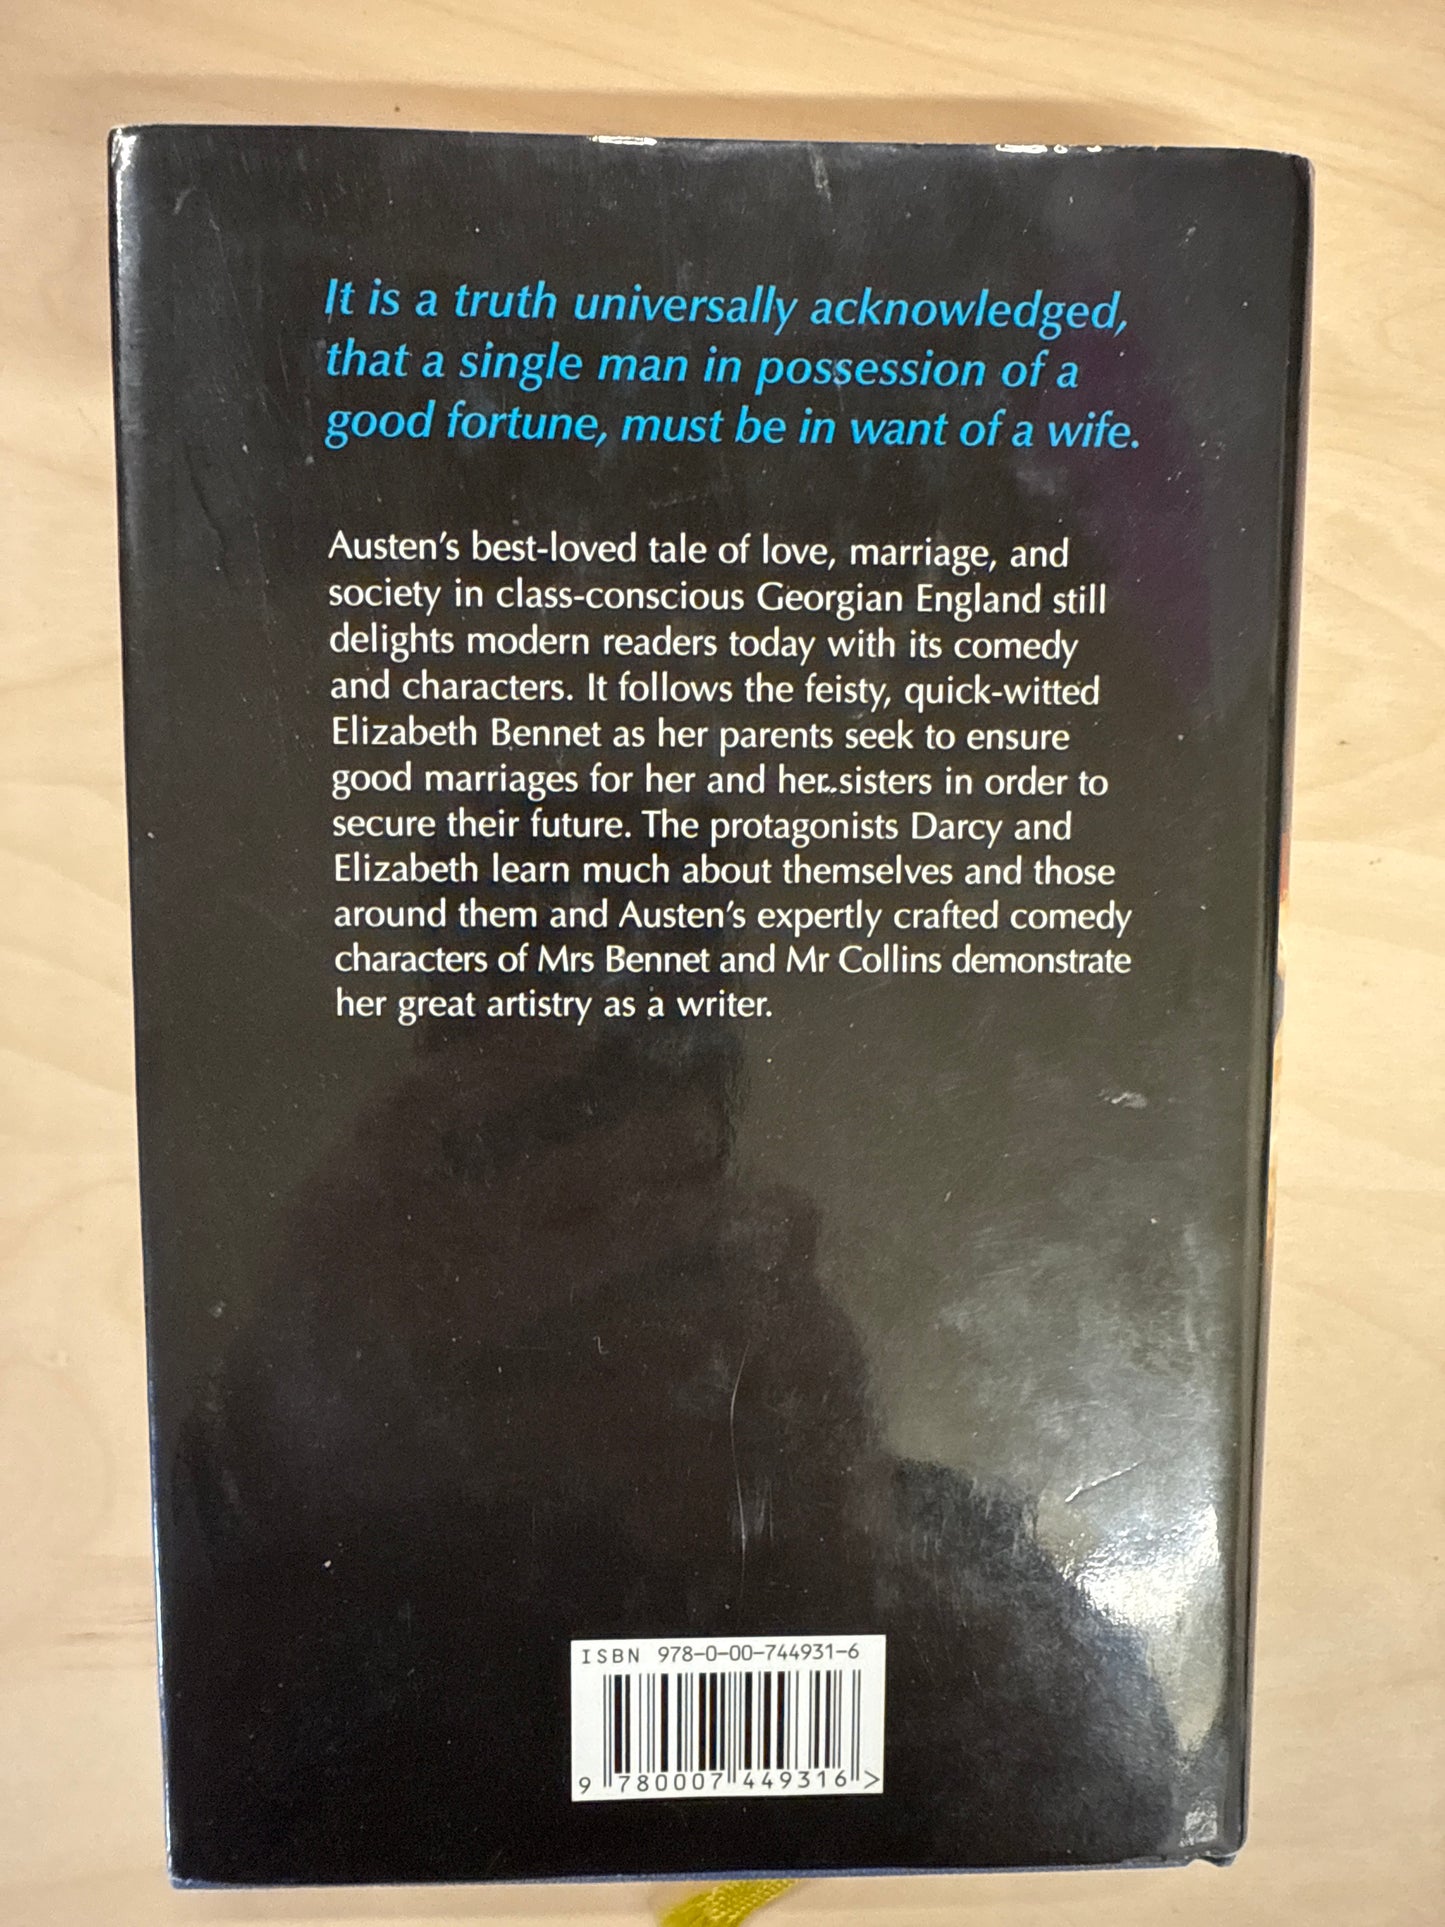 It is a truth universally acknowledged,
that a single man in possession of a
good fortune, must be in want of a wife.
Austen's best-loved tale of love, marriage, and
society in class-conscious Georgian England still
delights modern readers today with its comedy
and characters. It follows the feisty, quick-witted
Elizabeth Bennet as her parents seek to ensure
good marriages for her and her sisters in order to
secure their future. The protagonists Darcy and
Elizabeth learn much about themselves and those
around them and Austen's expertly crafted comedy
characters of Mrs Bennet and Mr Collins demonstrate
her great artistry as a writer.
ISBN 978-0-00-744931-6
9 780007 449316 >